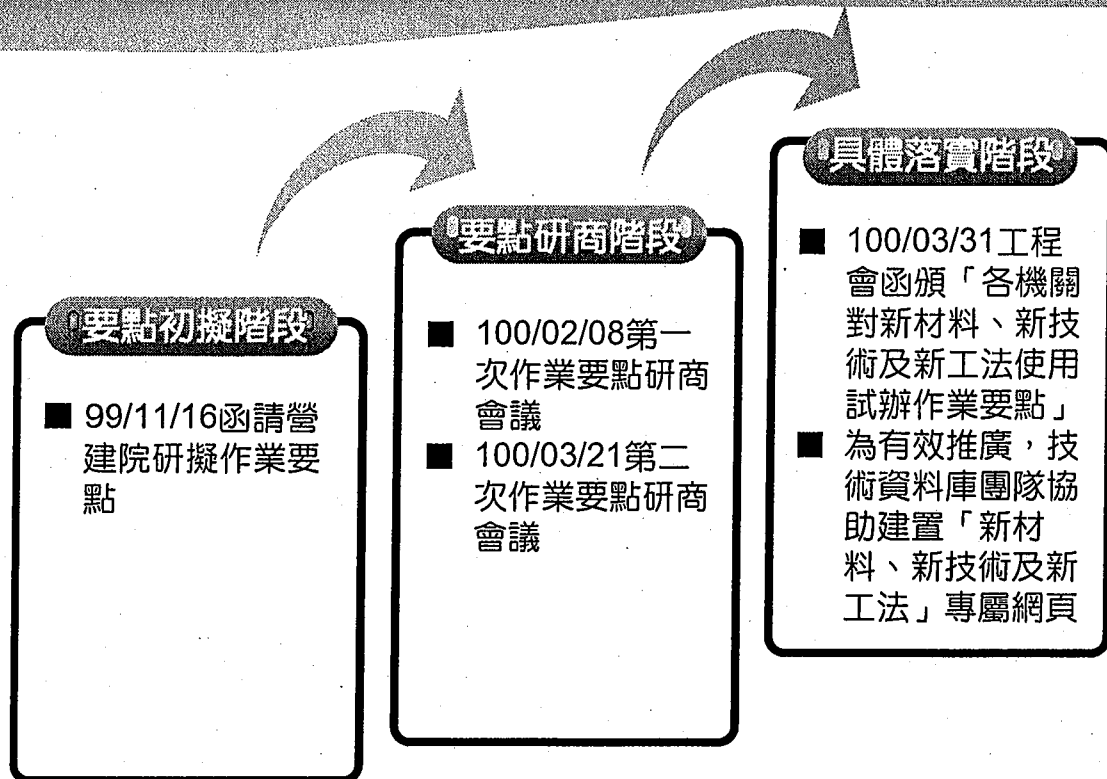 要點初擬階段
■ 99/11/16函請營
建院研擬作業要
點
要點研商階段
■ 100/02/08第一
次作業要點研商
會議
■ 100/03/21第二
次作業要點研商
會議
具體落實階段
■ 100/03/31工程
會函頒「各機關
對新材料、新技
術及新工法使用
試辦作業要點」
■ 為有效推廣，技
術資料庫團隊協
助建置「新材
料、新技術及新
工法」專屬網頁